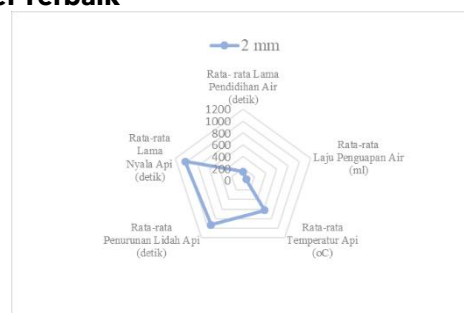 Terbaik
2 mm
Rata- rata Lama
Pendidihan Air
(detik)
1200
1000
800
600
400
200
0
Rata-rata
Laju Penguapan Air
(ml)
Rata-rata
Temperatur Api
(oC)
Rata-rata
Penurunan Lidah Api
(detik)
Rata-rata
Lama
Nyala Api
(detik)